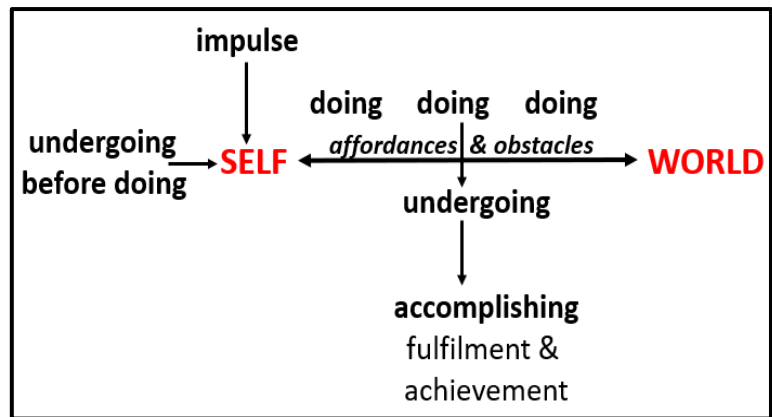 impulse
doing doing doing
undergoing
before doing
SELF
affordances & obstacles
WORLD
undergoing
accomplishing
fulfilment &
achievement